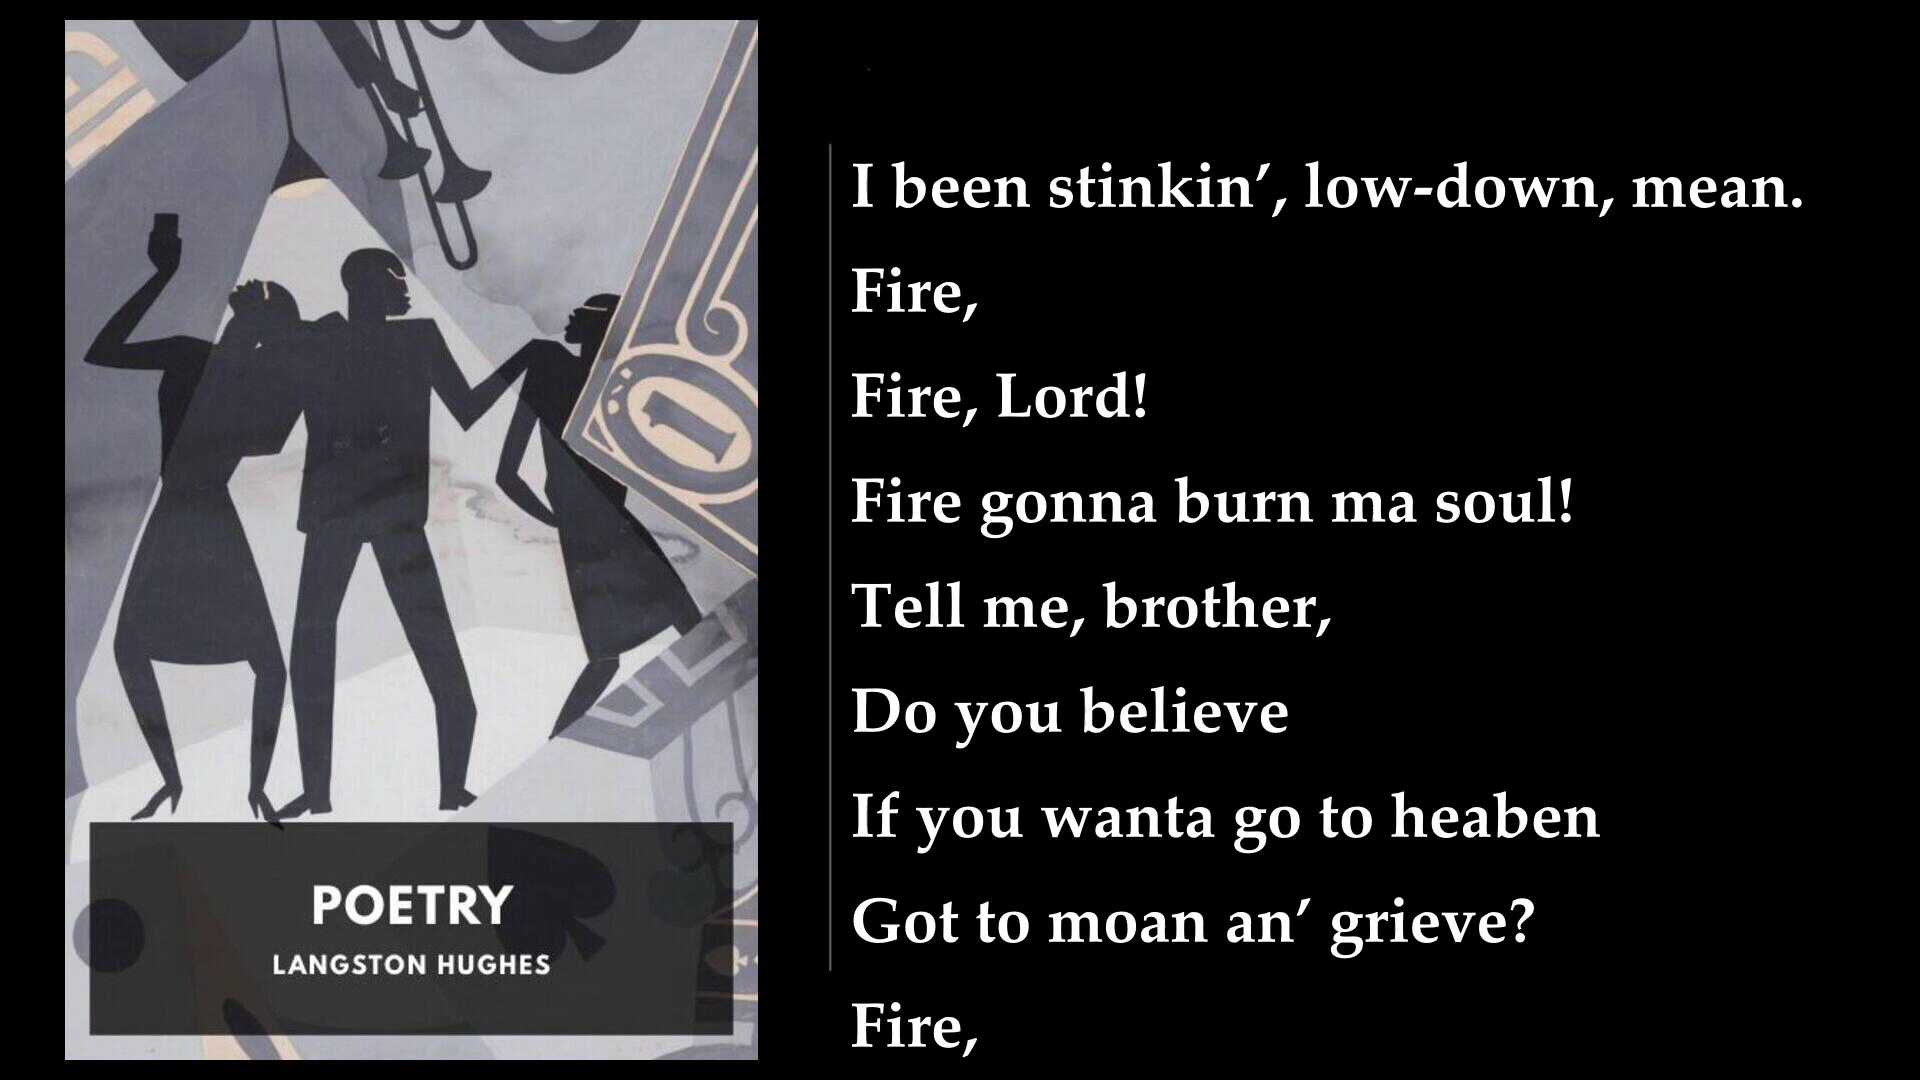 I been stinkin’, low-down, mean.
Fire,
Fire, Lord!
Fire gonna burn ma soul!
Tell me, brother,
Do you believe
If you wanta go to heaben
Got to moan an’ grieve?
Fire,
1
POETRY
LANGSTON HUGHES